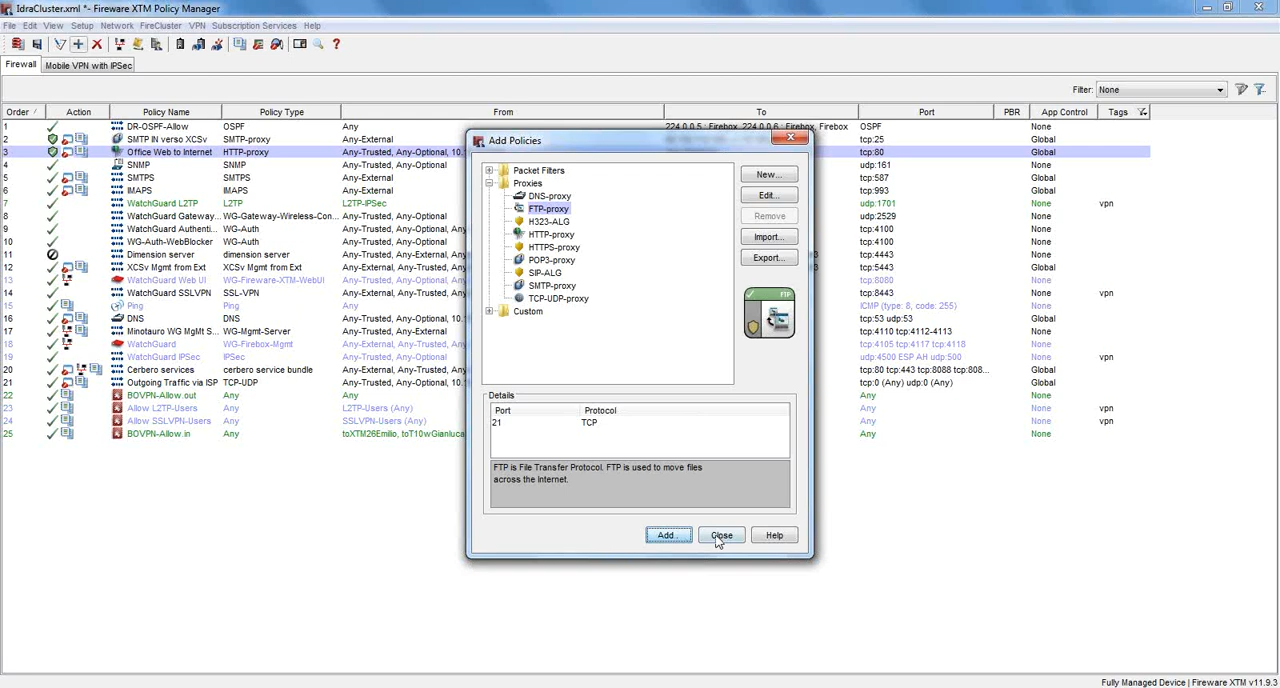 IdraCluster.xml *- Fireware XTM Policy Manager
File Edit View Setup Network FireCluster VPN Subscription Services Help
Firewall Mobile VPN with IPSec
Filter: None
Order / Action Policy Name Policy Type From To Port PBR App Control Tags
1 DR-OSPF-Allow OSPF Any 224.0.0.5 : Firebox, 224.0.0.6 : Firebox, Firebox OSPF None
2 SMTP IN verso XCSv SMTP-proxy Any-External tcp:25 None
3 Office Web to Internet HTTP-proxy Any-Trusted, Any-Optional, 10. tcp:80 Global
4 SNMP SNMP Any-Trusted, Any-Optional udp:161 None
5 SMTPS SMTPS Any-External tcp:587 Global
6 IMAPS IMAPS Any-External tcp:993 Global
7 WatchGuard L2TP L2TP L2TP-IPSec udp:1701 None vpn
8 WatchGuard Gateway... WG-Gateway-Wireless-Con... Any-Trusted, Any-Optional udp:2529 None
9 WatchGuard Authenti... WG-Auth Any-Trusted, Any-Optional tcp:4100 None
10 WG-Auth-WebBlocker WG-Auth Any-Trusted, Any-Optional tcp:4100 None
11 Dimension server Dimension server Any-External, Any-Trusted 3 tcp:4443 None
12 XCSv Mgmt from Ext XCSv Mgmt from Ext Any-External, Any-Trusted, 3 tcp:5443 Global
13 WatchGuard Web UI WG-Fireware-XTM-WebUI Any-Trusted, Any-Optional tcp:8080 None
14 WatchGuard SSLVPN SSL-VPN Any-External, Any-Trusted, tcp:8443 None vpn
15 Ping Any Any-Trusted, Any-Optional ICMP (type: 8, code: 255) None
16 DNS DNS Any-Trusted, Any-Optional tcp:53 udp:53 Global
17 Minotauro WG MgMt S... WG-Mgmt-Server Any-Trusted, Any-External tcp:4110 tcp:4112-4113 None
18 WatchGuard WG-Firebox-Mgmt Any-Trusted, Any-Optional tcp:4105 tcp:4117 tcp:4118 None
19 WatchGuard IPSec IPSec Any-Trusted, Any-Optional udp:4500 ESP AH udp:500 None vpn
20 Cerbero services cerbero service bundle Any-External, Any-Trusted, tcp:80 tcp:443 tcp:8088 tcp:808... Global
21 Outgoing Traffic via ISP TCP-UDP Any-Trusted, Any-Optional, 10. tcp:0 (Any) udp:0 (Any) Global
22 BOVPN-Allow.out Any Any Any None
23 Allow L2TP-Users Any L2TP-Users (Any) Any None vpn
24 Allow SSLVPN-Users Any SSLVPN-Users (Any) Any None vpn
25 BOVPN-Allow.in Any toXTM26Emilio, toT10wGianluca Any None
Add Policies
Packet Filters
Proxies
DNS-proxy
FTP-proxy
H323-ALG
HTTP-proxy
HTTPS-proxy
POP3-proxy
SIP-ALG
SMTP-proxy
TCP-UDP-proxy
Custom
New...
Edit...
Remove
Import...
Export...
FTP
Details
Port Protocol
21 TCP
FTP is File Transfer Protocol. FTP is used to move files
across the Internet.
Add.. Close Help
Fully Managed Device | Fireware XTM v11.9.3